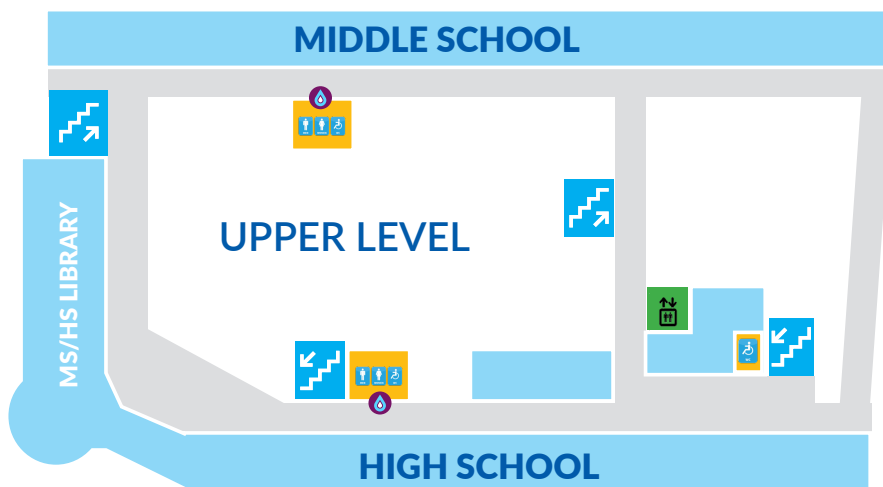 MIDDLE SCHOOL
UPPER LEVEL
MS/HS LIBRARY
HIGH SCHOOL